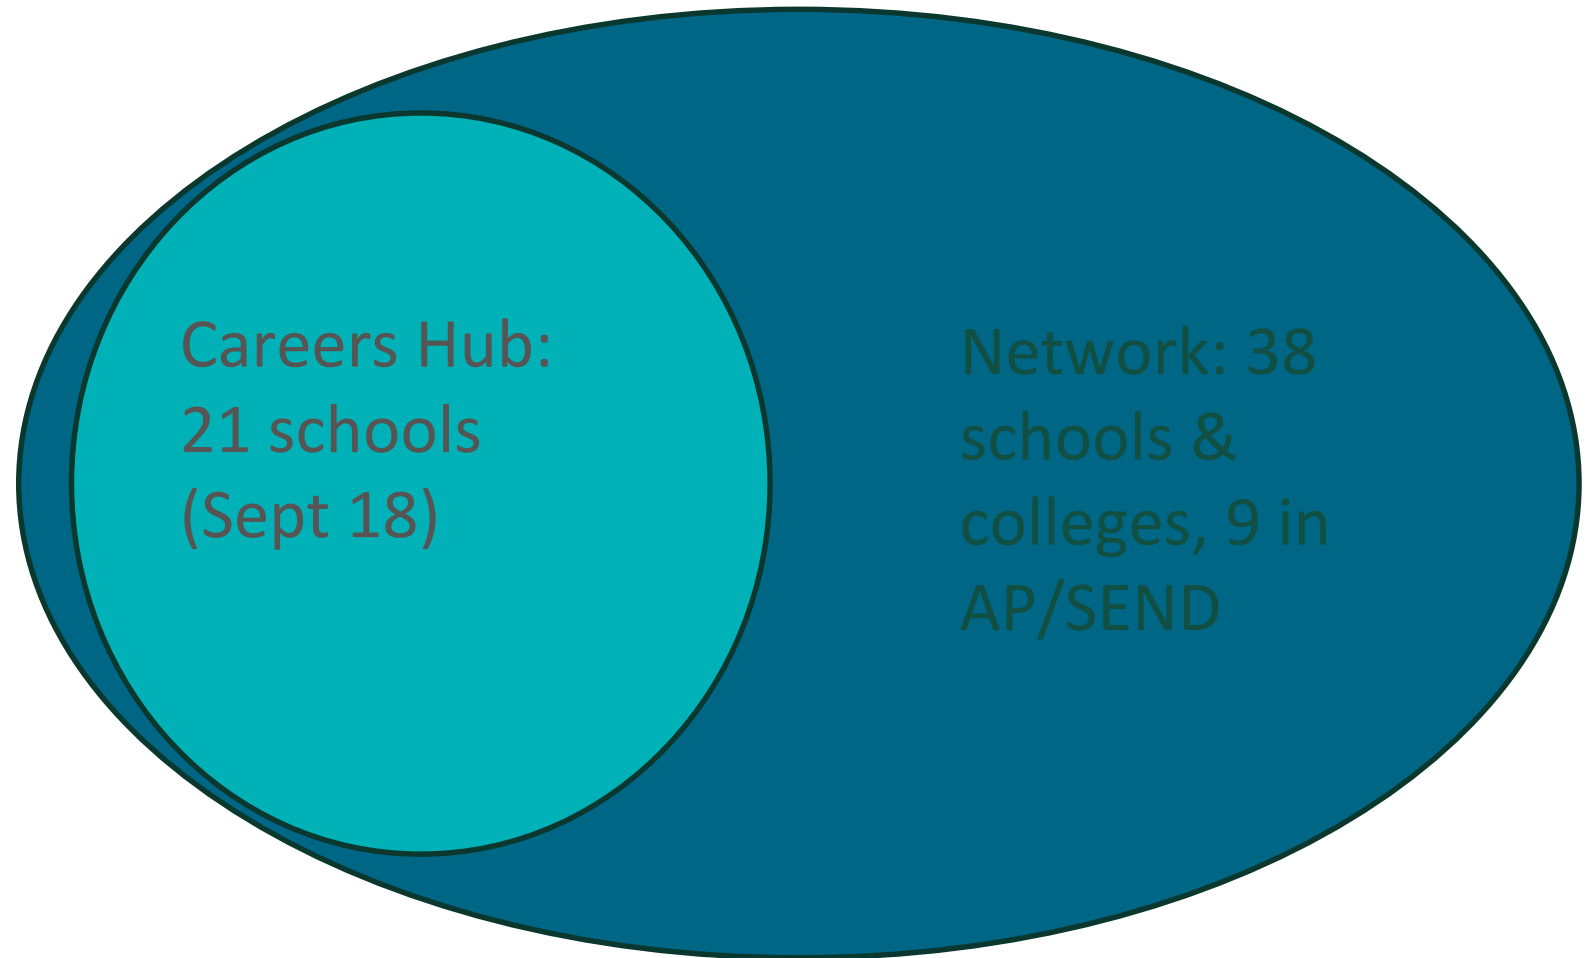 Careers Hub:
21 schools
(Sept 18)
Network: 38
schools &
colleges, 9 in
AP/SEND